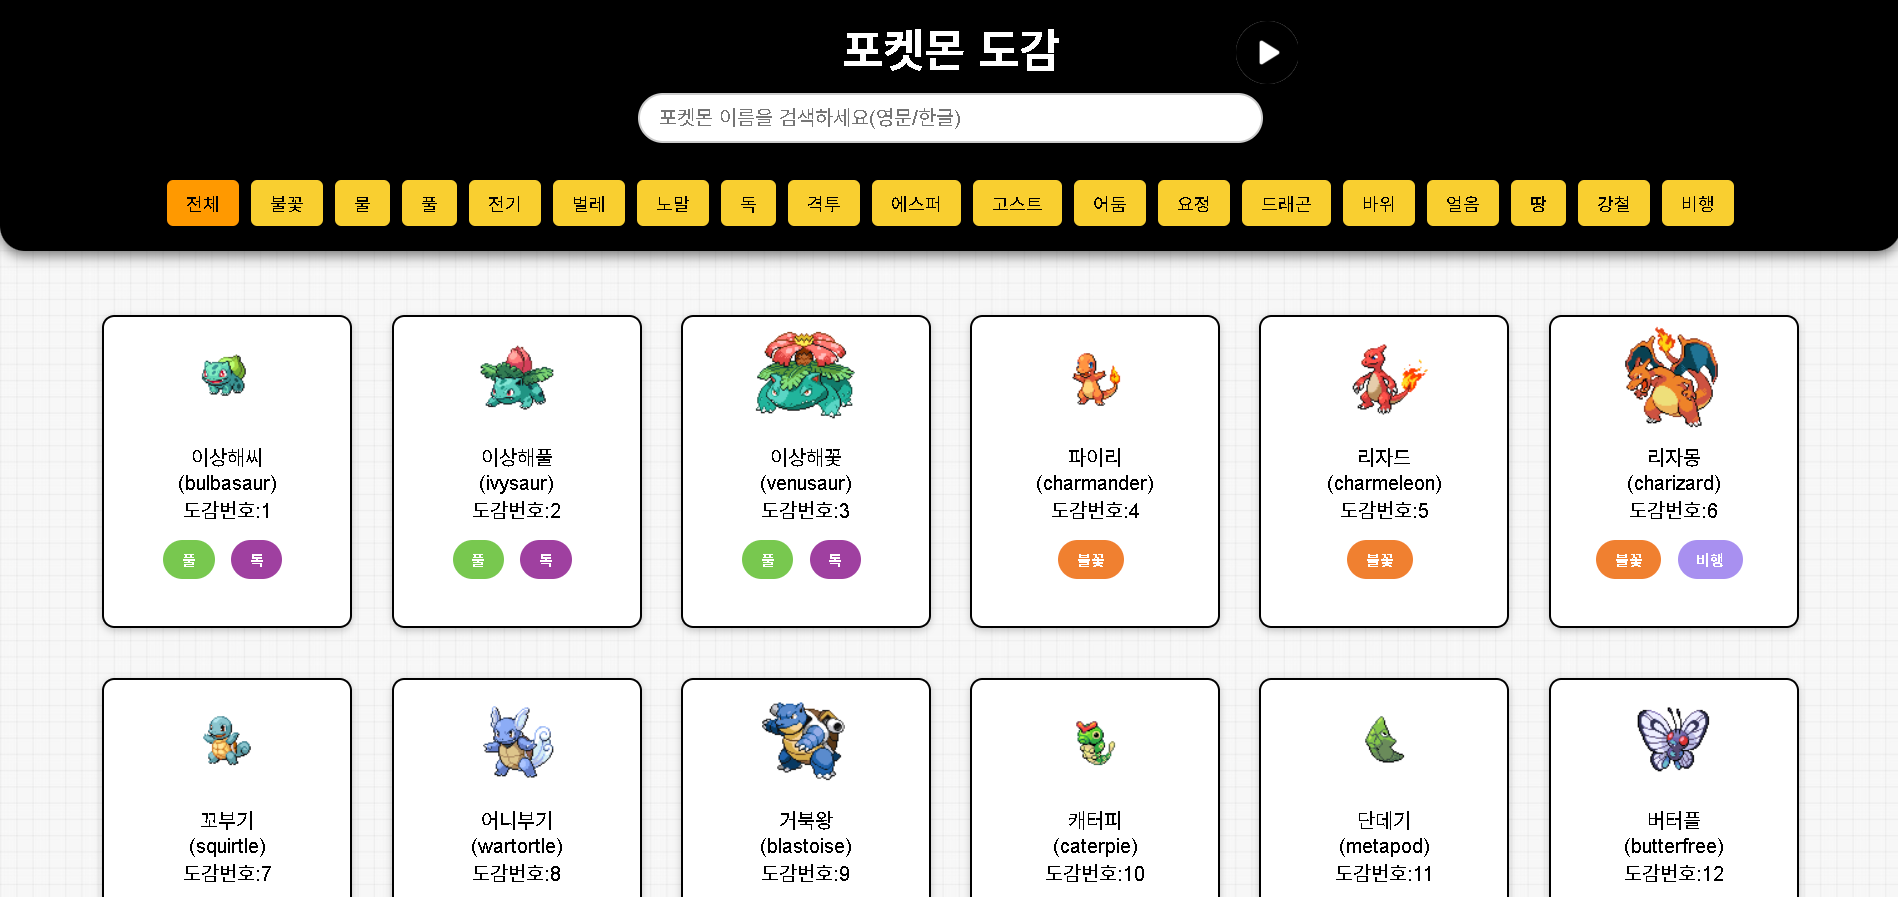 포켓몬 도감
포켓몬 이름을 검색하세요(영문/한글)
전체 불꽃 물 풀 전기 벌레 노말 독 격투 에스퍼 고스트 어둠 요정 드래곤 바위 얼음 땅 강철 비행
이상해씨
(bulbasaur)
도감번호:1
풀 독
이상해풀
(ivysaur)
도감번호:2
풀 독
이상해꽃
(venusaur)
도감번호:3
풀 독
파이리
(charmander)
도감번호:4
불꽃
리자드
(charmeleon)
도감번호:5
불꽃
리자몽
(charizard)
도감번호:6
불꽃 비행
꼬부기
(squirtle)
도감번호:7
어니부기
(wartortle)
도감번호:8
거북왕
(blastoise)
도감번호:9
캐터피
(caterpie)
도감번호:10
단데기
(metapod)
도감번호:11
버터플
(butterfree)
도감번호:12